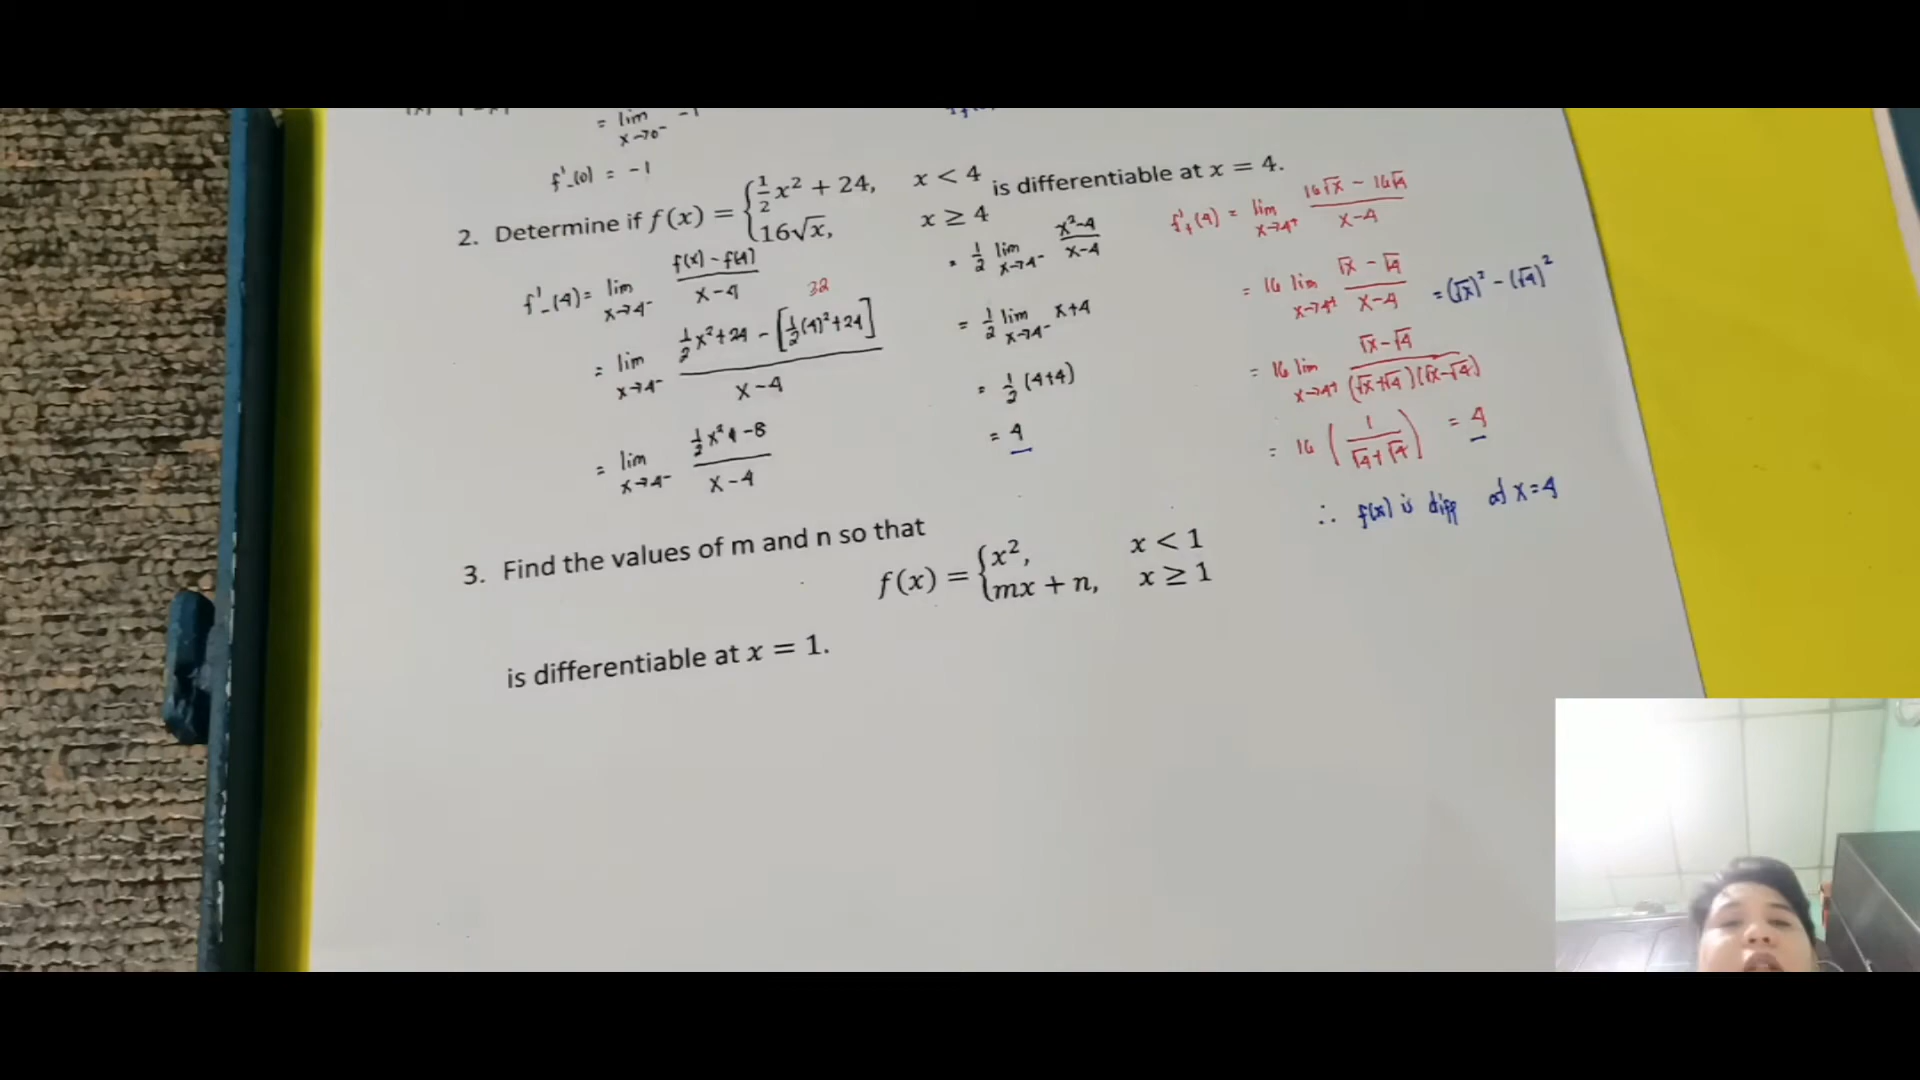 = lim -1
x→0⁻
f'₋(0) = -1
2. Determine if f(x) = { ½x² + 24, x < 4
16√x, x ≥ 4 is differentiable at x = 4.
f'₋(4) = lim x→4⁻ (f(x) - f(4))/(x-4)
32
= lim x→4⁻ (½x²+24 - [½(4)²+24])/(x-4)
= lim x→4⁻ (½x² -8)/(x-4)
= ½ lim x→4⁻ (x²-4)/(x-4)
= ½ lim x→4⁻ x+4
= ½ (4+4)
= 4
f'₊(4) = lim x→4⁺ (16√x - 16√4)/(x-4)
= 16 lim x→4⁺ (√x - √4)/(x-4) = (√x)² - (√4)²
= 16 lim x→4⁺ (√x-√4)/((√x+√4)(√x-√4))
= 16 (1/(√4+√4)) = 4
∴ f(x) is diff at x=4
3. Find the values of m and n so that
f(x) = { x², x < 1
mx + n, x ≥ 1
is differentiable at x = 1.